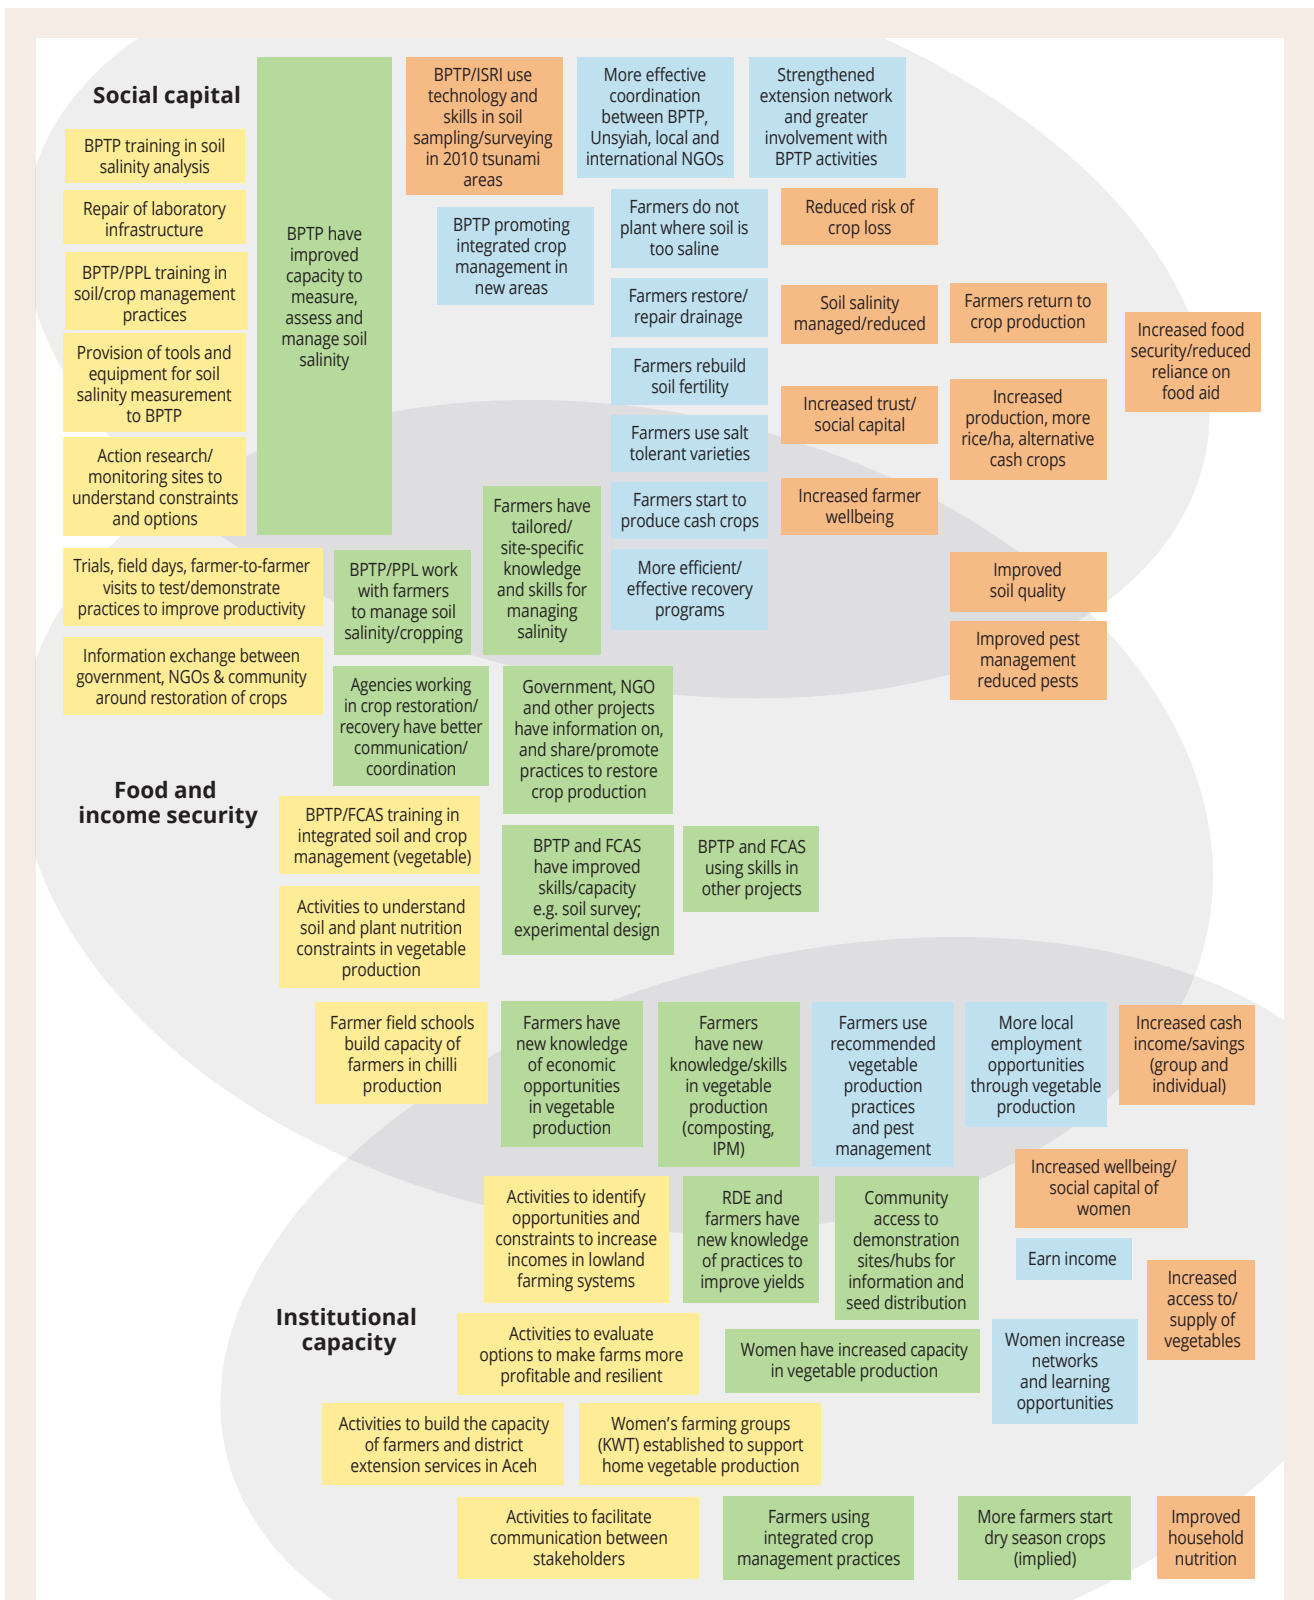 Social capital
BPTP training in soil
salinity analysis
Repair of laboratory
infrastructure
BPTP/PPL training in
soil/crop management
practices
Provision of tools and
equipment for soil
salinity measurement
to BPTP
Action research/
monitoring sites to
understand constraints
and options
Trials, field days, farmer-to-farmer
visits to test/demonstrate
practices to improve productivity
Information exchange between
government, NGOs & community
around restoration of crops
BPTP have
improved
capacity to
measure,
assess and
manage soil
salinity
BPTP/ISRI use
technology and
skills in soil
sampling/surveying
in 2010 tsunami
areas
More effective
coordination
between BPTP,
Unsyiah, local and
international NGOs
Strengthened
extension network
and greater
involvement with
BPTP activities
BPTP promoting
integrated crop
management in
new areas
Farmers do not
plant where soil is
too saline
Reduced risk of
crop loss
Farmers restore/
repair drainage
Soil salinity
managed/reduced
Farmers return to
crop production
Increased food
security/reduced
reliance on
food aid
Farmers rebuild
soil fertility
Increased trust/
social capital
Increased
production, more
rice/ha, alternative
cash crops
Farmers use salt
tolerant varieties
Farmers start to
produce cash crops
Increased farmer
wellbeing
Farmers have
tailored/
site-specific
knowledge
and skills for
managing
salinity
BPTP/PPL work
with farmers
to manage soil
salinity/cropping
More efficient/
effective recovery
programs
Improved
soil quality
Improved pest
management
reduced pests
Agencies working
in crop restoration/
recovery have better
communication/
coordination
Government, NGO
and other projects
have information on,
and share/promote
practices to restore
crop production
Food and
income security
BPTP/FCAS training in
integrated soil and crop
management (vegetable)
BPTP and FCAS
have improved
skills/capacity
e.g. soil survey;
experimental design
BPTP and FCAS
using skills in
other projects
Activities to understand
soil and plant nutrition
constraints in vegetable
production
Farmer field schools
build capacity of
farmers in chilli
production
Farmers have
new knowledge
of economic
opportunities
in vegetable
production
Farmers
have new
knowledge/skills
in vegetable
production
(composting,
IPM)
Farmers use
recommended
vegetable
production
practices
and pest
management
More local
employment
opportunities
through vegetable
production
Increased cash
income/savings
(group and
individual)
Increased wellbeing/
social capital of
women
Activities to identify
opportunities and
constraints to increase
incomes in lowland
farming systems
RDE and
farmers have
new knowledge
of practices to
improve yields
Community
access to
demonstration
sites/hubs for
information and
seed distribution
Earn income
Increased
access to/
supply of
vegetables
Institutional
capacity
Activities to evaluate
options to make farms more
profitable and resilient
Women have increased capacity
in vegetable production
Women increase
networks
and learning
opportunities
Activities to build the capacity
of farmers and district
extension services in Aceh
Women’s farming groups
(KWT) established to support
home vegetable production
Activities to facilitate
communication between
stakeholders
Farmers using
integrated crop
management practices
More farmers start
dry season crops
(implied)
Improved
household
nutrition